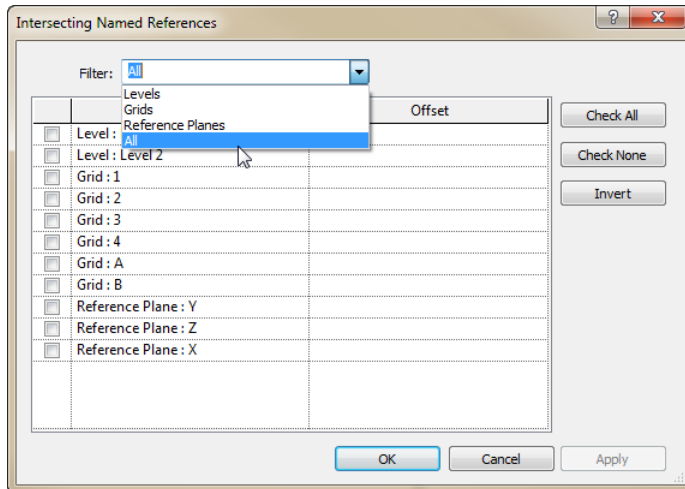 Intersecting Named References
?
Filter: All
Levels
Grids
Reference Planes
All
Offset
Level :
Level : Level 2
Grid : 1
Grid : 2
Grid : 3
Grid : 4
Grid : A
Grid : B
Reference Plane : Y
Reference Plane : Z
Reference Plane : X
Check All
Check None
Invert
OK
Cancel
Apply